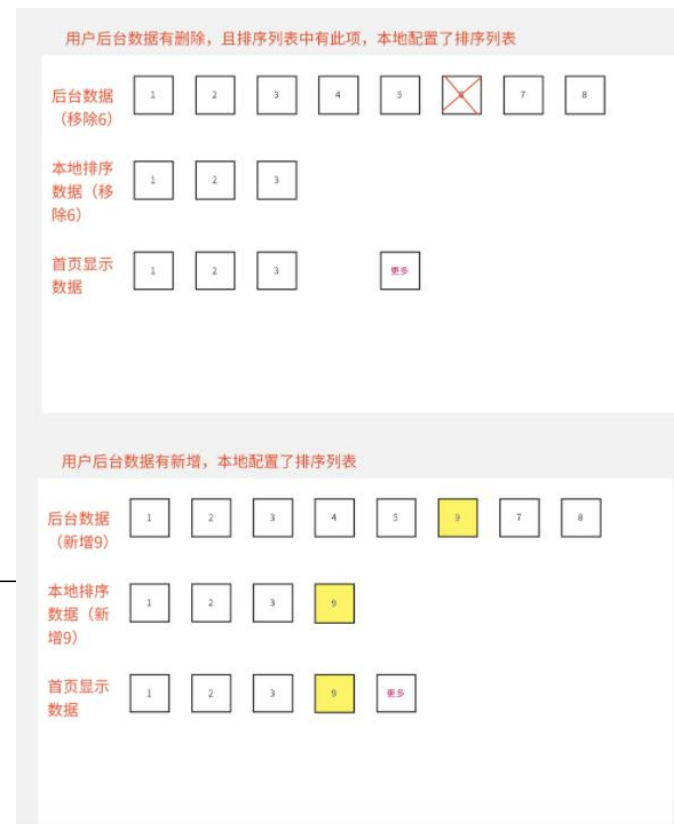 用户后台数据有删除，且排序列表中有此项，本地配置了排序列表
后台数据
（移除6）
1 2 3 4 5 7 8
本地排序
数据（移
除6）
1 2 3
首页显示
数据
1 2 3 更多
用户后台数据有新增，本地配置了排序列表
后台数据
（新增9）
1 2 3 4 5 9 7 8
本地排序
数据（新
增9）
1 2 3 9
首页显示
数据
1 2 3 9 更多